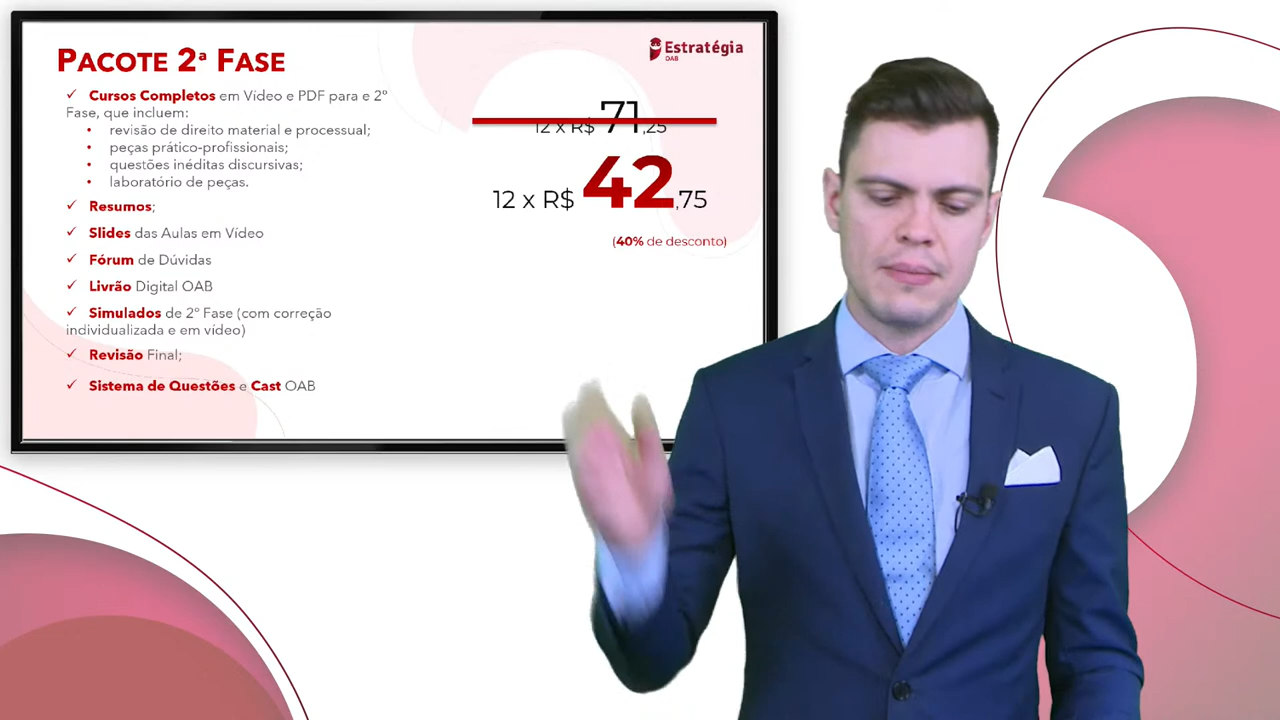 PACOTE 2ª FASE
Estratégia
OAB
✓ Cursos Completos em Vídeo e PDF para e 2º
Fase, que incluem:
• revisão de direito material e processual;
• peças prático-profissionais;
• questões inéditas discursivas;
• laboratório de peças.
✓ Resumos;
✓ Slides das Aulas em Vídeo
✓ Fórum de Dúvidas
✓ Livrão Digital OAB
✓ Simulados de 2º Fase (com correção
individualizada e em vídeo)
✓ Revisão Final;
✓ Sistema de Questões e Cast OAB
12 x R$ 71,25
12 x R$ 42,75
(40% de desconto)